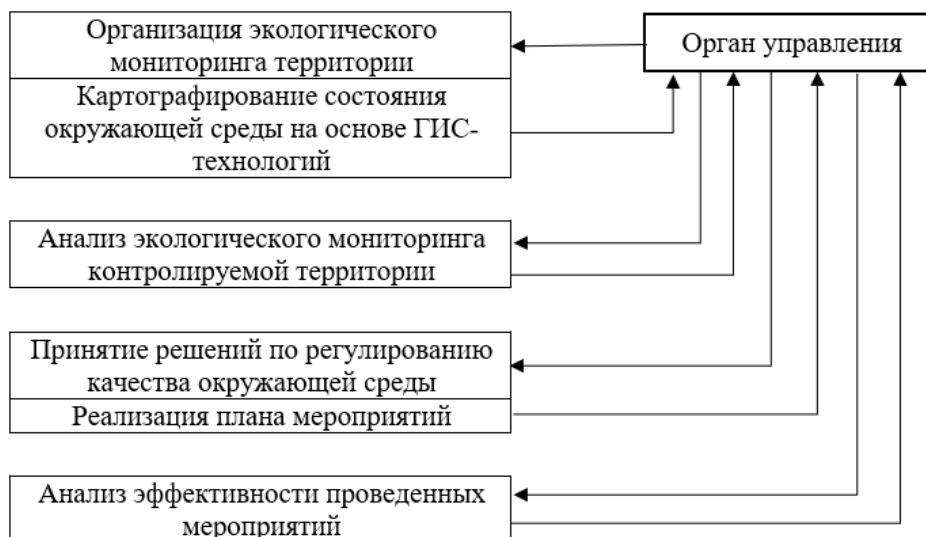 Организация экологического
мониторинга территории
Картографирование состояния
окружающей среды на основе ГИС-
технологий
Орган управления
Анализ экологического мониторинга
контролируемой территории
Принятие решений по регулированию
качества окружающей среды
Реализация плана мероприятий
Анализ эффективности проведенных
мероприятий